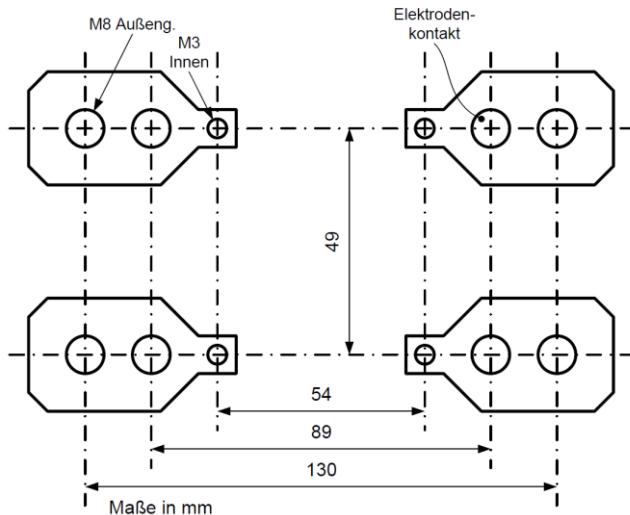 M8 Außeng.
M3
Innen
Elektroden-
kontakt
49
54
89
130
Maße in mm